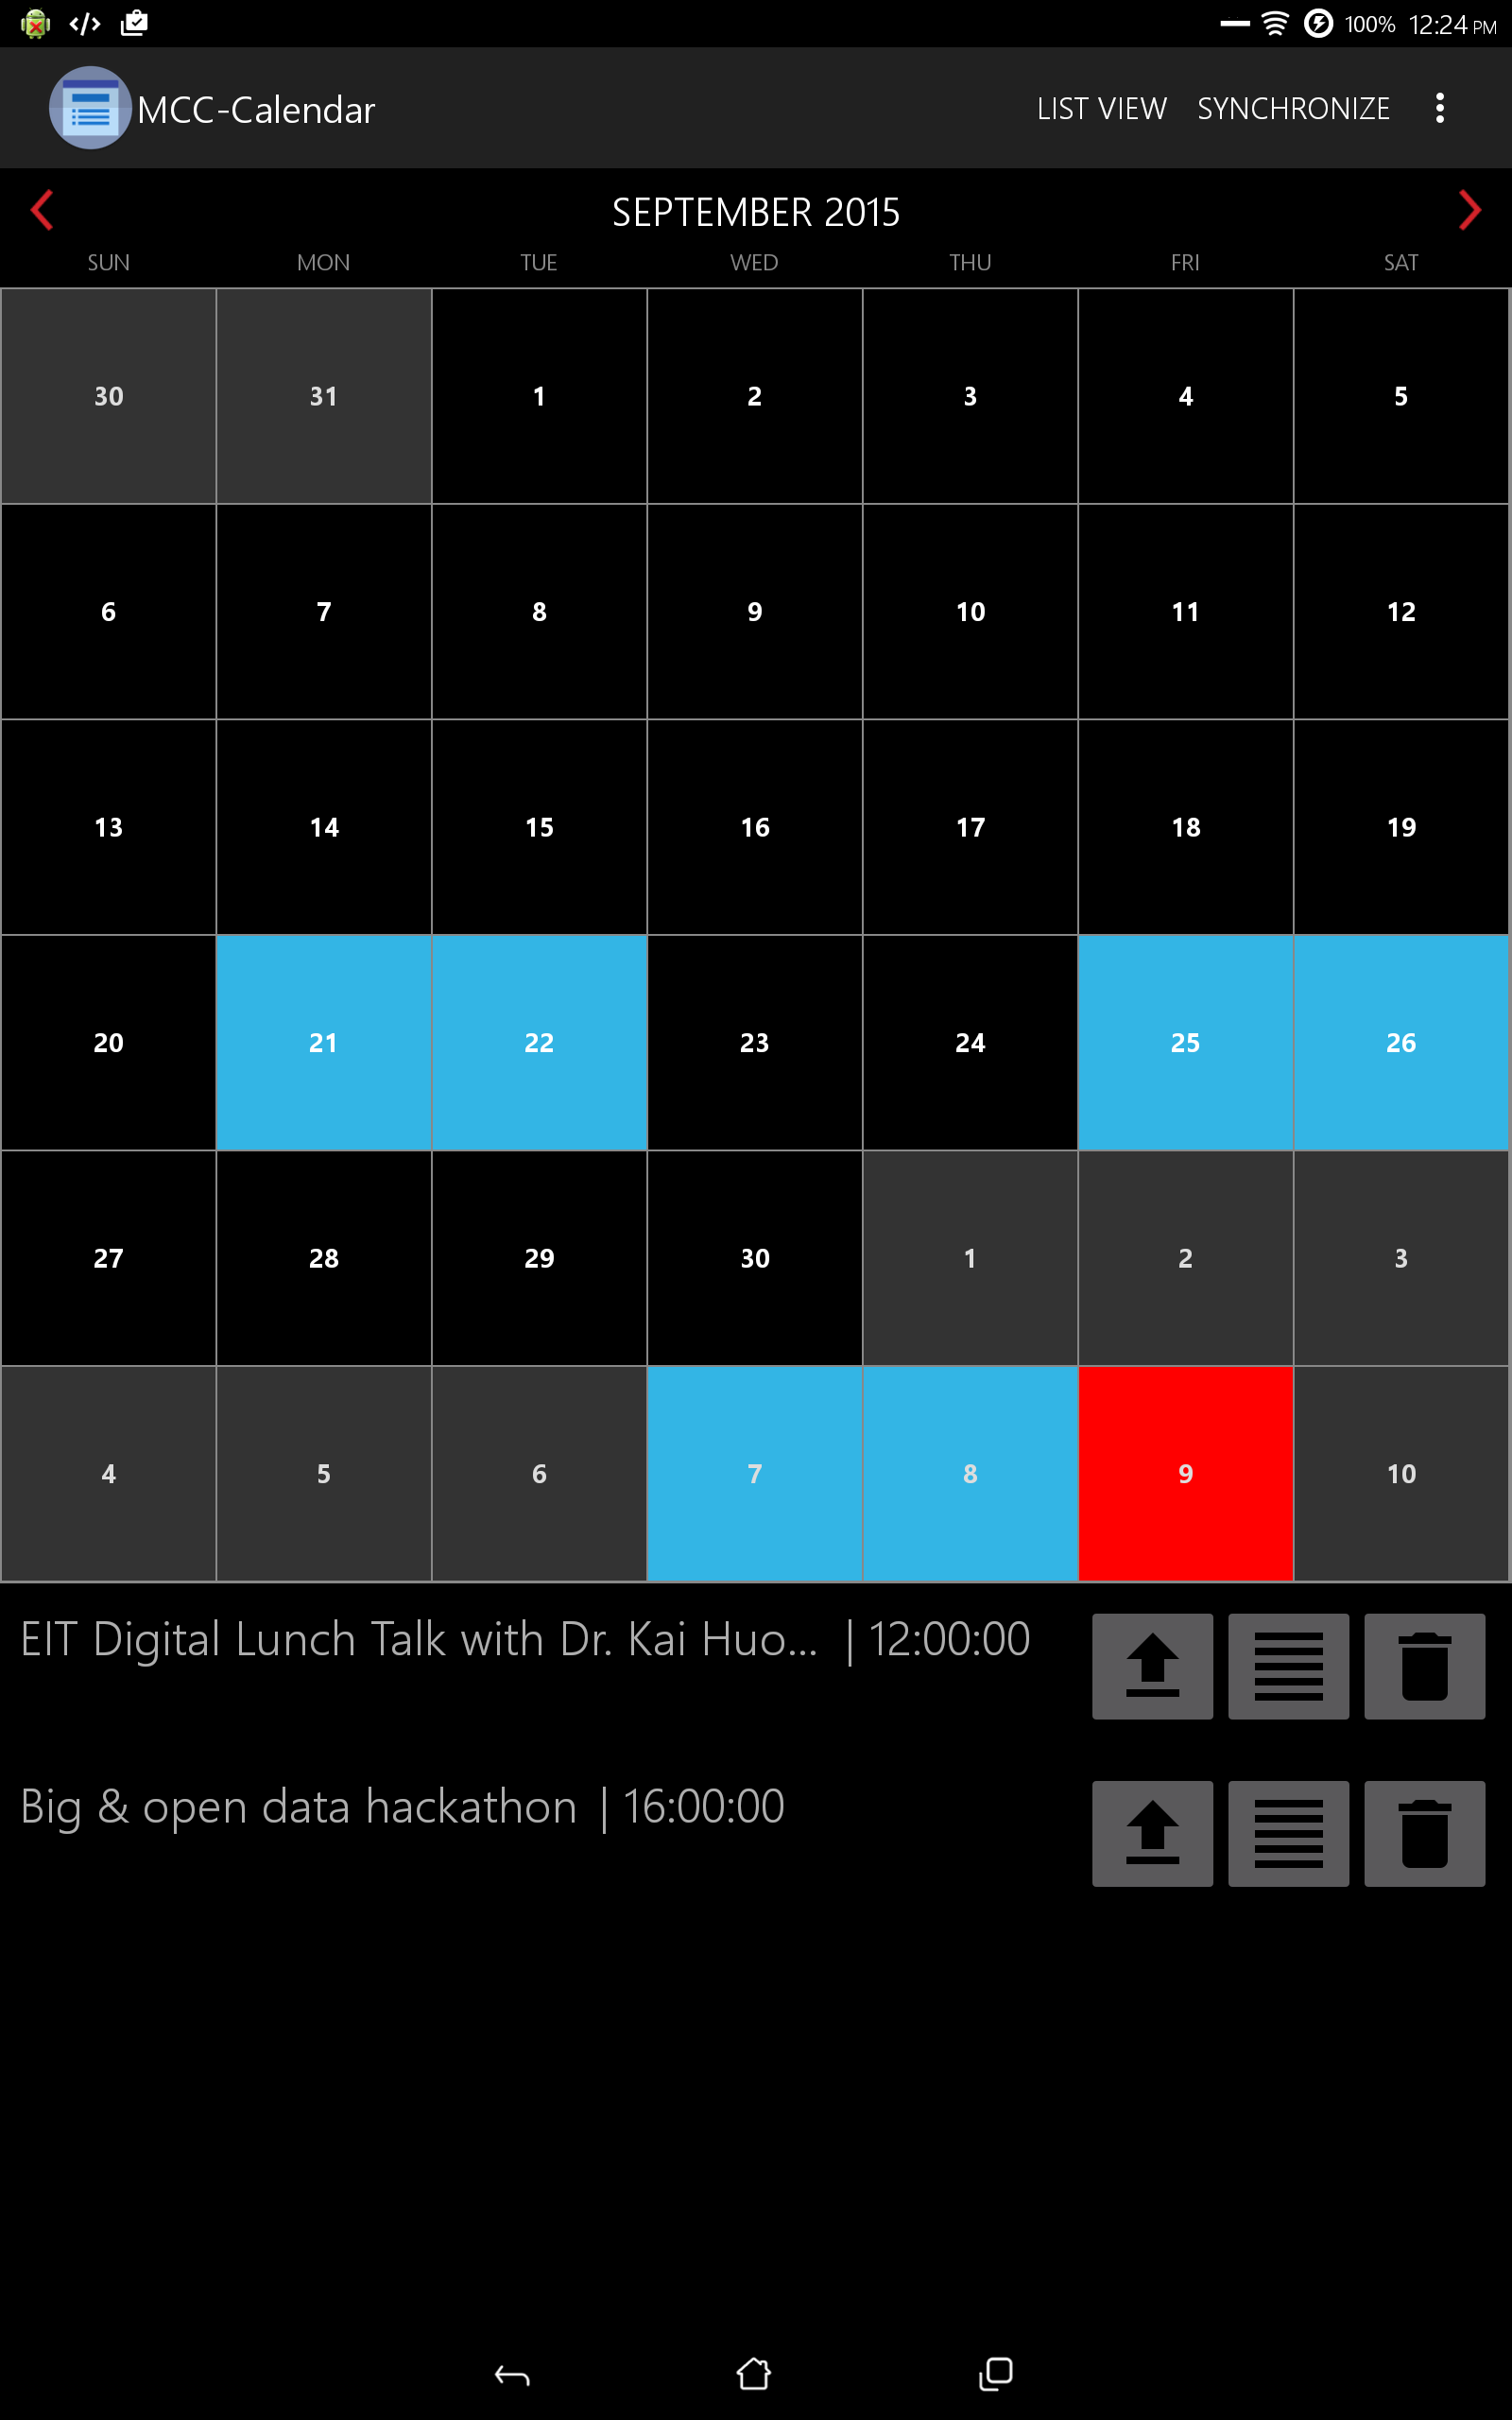 100% 12:24 PM
MCC-Calendar LIST VIEW SYNCHRONIZE
SEPTEMBER 2015
SUN MON TUE WED THU FRI SAT
30 31 1 2 3 4 5
6 7 8 9 10 11 12
13 14 15 16 17 18 19
20 21 22 23 24 25 26
27 28 29 30 1 2 3
4 5 6 7 8 9 10
EIT Digital Lunch Talk with Dr. Kai Huo... | 12:00:00
Big & open data hackathon | 16:00:00